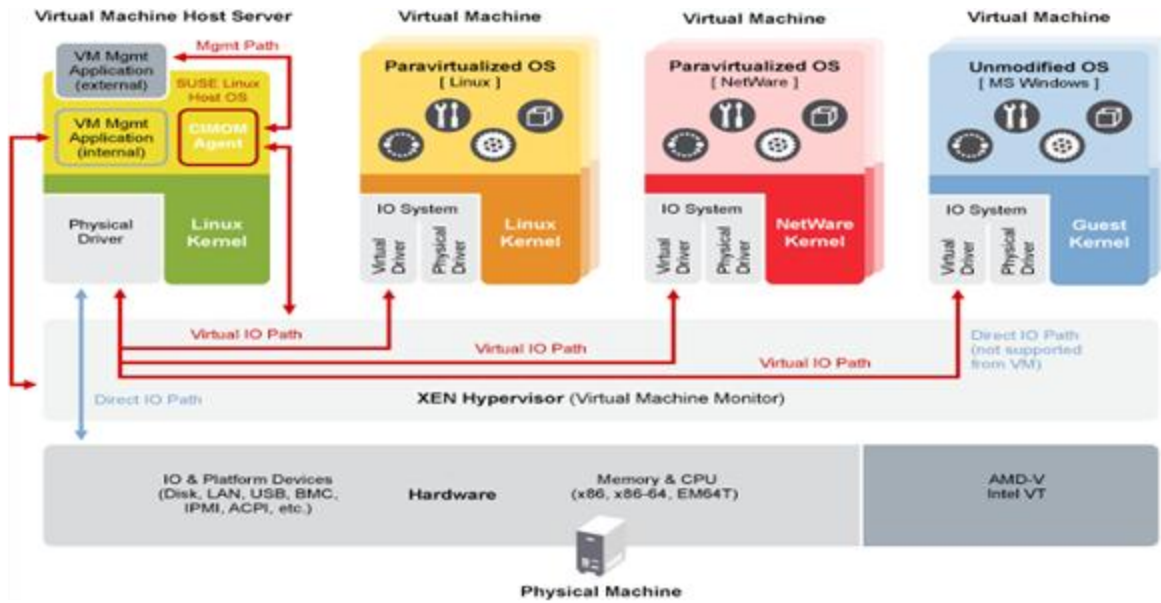 Virtual Machine Host Server
VM Mgmt
Application
(external)
Mgmt Path
SUSE Linux
Host OS
VM Mgmt
Application
(internal)
CIMOM
Agent
Physical
Driver
Linux
Kernel
Virtual Machine
Paravirtualized OS
[ Linux ]
IO System
Virtual
Driver
Physical
Driver
Linux
Kernel
Virtual Machine
Paravirtualized OS
[ NetWare ]
IO System
Virtual
Driver
Physical
Driver
NetWare
Kernel
Virtual Machine
Unmodified OS
[ MS Windows ]
IO System
Virtual
Driver
Physical
Driver
Guest
Kernel
Virtual IO Path
Virtual IO Path
Virtual IO Path
Direct IO Path
(not supported
from VM)
Direct IO Path
XEN Hypervisor (Virtual Machine Monitor)
IO & Platform Devices
(Disk, LAN, USB, BMC,
IPMI, ACPI, etc.)
Hardware
Memory & CPU
(x86, x86-64, EM64T)
AMD-V
Intel VT
Physical Machine